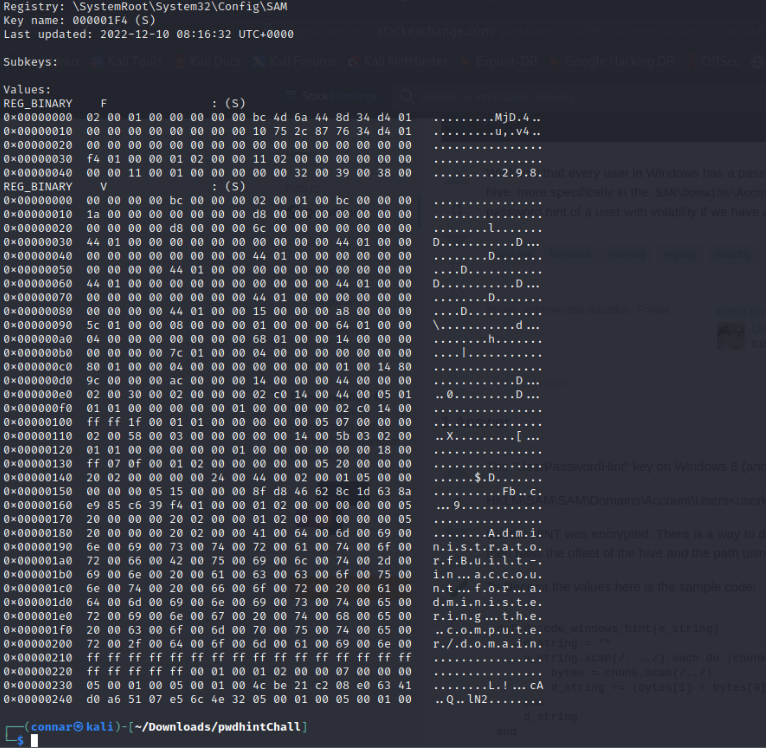 Registry: \SystemRoot\System32\Config\SAM
Key name: 000001F4 (S)
Last updated: 2022-12-10 08:16:32 UTC+0000
Subkeys:
Values:
REG_BINARY F : (S)
0×00000000 02 00 01 00 00 00 00 00 bc 4d 6a 44 8d 34 d4 01 .........MjD.4..
0×00000010 00 00 00 00 00 00 00 00 10 75 2c 87 76 34 d4 01 .........u,.v4..
0×00000020 00 00 00 00 00 00 00 00 00 00 00 00 00 00 00 00 ................
0×00000030 f4 01 00 00 01 02 00 00 11 02 00 00 00 00 00 00 ................
0×00000040 00 00 11 00 01 00 00 00 00 00 32 00 39 00 38 00 ..........2.9.8.
REG_BINARY V : (S)
0×00000000 00 00 00 00 bc 00 00 00 02 00 01 00 bc 00 00 00 ................
0×00000010 1a 00 00 00 00 00 00 00 d8 00 00 00 00 00 00 00 ................
0×00000020 00 00 00 00 d8 00 00 00 6c 00 00 00 00 00 00 00 ........l.......
0×00000030 44 01 00 00 00 00 00 00 00 00 00 00 44 01 00 00 D...........D...
0×00000040 00 00 00 00 00 00 00 00 44 01 00 00 00 00 00 00 ........D.......
0×00000050 00 00 00 00 44 01 00 00 00 00 00 00 00 00 00 00 ....D...........
0×00000060 44 01 00 00 00 00 00 00 00 00 00 00 44 01 00 00 D...........D...
0×00000070 00 00 00 00 00 00 00 00 44 01 00 00 00 00 00 00 ........D.......
0×00000080 00 00 00 00 44 01 00 00 15 00 00 00 a8 00 00 00 ....D...........
0×00000090 5c 01 00 00 08 00 00 00 01 00 00 00 64 01 00 00 \...........d...
0×000000a0 04 00 00 00 00 00 00 00 68 01 00 00 14 00 00 00 ........h.......
0×000000b0 00 00 00 00 7c 01 00 00 04 00 00 00 00 00 00 00 ....|...........
0×000000c0 80 01 00 00 04 00 00 00 00 00 00 00 01 00 14 80 ................
0×000000d0 9c 00 00 00 ac 00 00 00 14 00 00 00 44 00 00 00 ............D...
0×000000e0 02 00 30 00 02 00 00 00 02 c0 14 00 44 00 05 01 ..0.........D...
0×000000f0 01 01 00 00 00 00 00 01 00 00 00 00 02 c0 14 00 ................
0×00000100 ff ff 1f 00 01 01 00 00 00 00 00 05 07 00 00 00 ................
0×00000110 02 00 58 00 03 00 00 00 00 00 14 00 5b 03 02 00 ..X.........[...
0×00000120 01 01 00 00 00 00 00 01 00 00 00 00 00 00 18 00 ................
0×00000130 ff 07 0f 00 01 02 00 00 00 00 00 05 20 00 00 00 ................
0×00000140 20 02 00 00 00 00 24 00 44 00 02 00 01 05 00 00 ......$.D.......
0×00000150 00 00 00 05 15 00 00 00 8f d8 46 62 8c 1d 63 8a ..........Fb..c.
0×00000160 e9 85 c6 39 f4 01 00 00 01 02 00 00 00 00 00 05 ...9............
0×00000170 20 00 00 00 20 02 00 00 01 02 00 00 00 00 00 05 ................
0×00000180 20 00 00 00 20 02 00 00 41 00 64 00 6d 00 69 00 ........A.d.m.i.
0×00000190 6e 00 69 00 73 00 74 00 72 00 61 00 74 00 6f 00 n.i.s.t.r.a.t.o.
0×000001a0 72 00 66 00 42 00 75 00 69 00 6c 00 74 00 2d 00 r.f.B.u.i.l.t.-.
0×000001b0 69 00 6e 00 20 00 61 00 63 00 63 00 6f 00 75 00 i.n...a.c.c.o.u.
0×000001c0 6e 00 74 00 20 00 66 00 6f 00 72 00 20 00 61 00 n.t...f.o.r...a.
0×000001d0 64 00 6d 00 69 00 6e 00 69 00 73 00 74 00 65 00 d.m.i.n.i.s.t.e.
0×000001e0 72 00 69 00 6e 00 67 00 20 00 74 00 68 00 65 00 r.i.n.g...t.h.e.
0×000001f0 20 00 63 00 6f 00 6d 00 70 00 75 00 74 00 65 00 ..c.o.m.p.u.t.e.
0×00000200 72 00 2f 00 64 00 6f 00 6d 00 61 00 69 00 6e 00 r./.d.o.m.a.i.n.
0×00000210 ff ff ff ff ff ff ff ff ff ff ff ff ff ff ff ff ................
0×00000220 ff ff ff ff ff 00 01 00 01 02 00 00 07 00 00 00 ................
0×00000230 05 00 01 00 05 00 01 00 4c be 21 c2 08 e0 63 41 ........L.!...cA
0×00000240 d0 a6 51 07 e5 6c 4e 32 05 00 01 00 05 00 01 00 ..Q..lN2........
(connar㉿kali)-[~/Downloads/pwdhintChall]
$